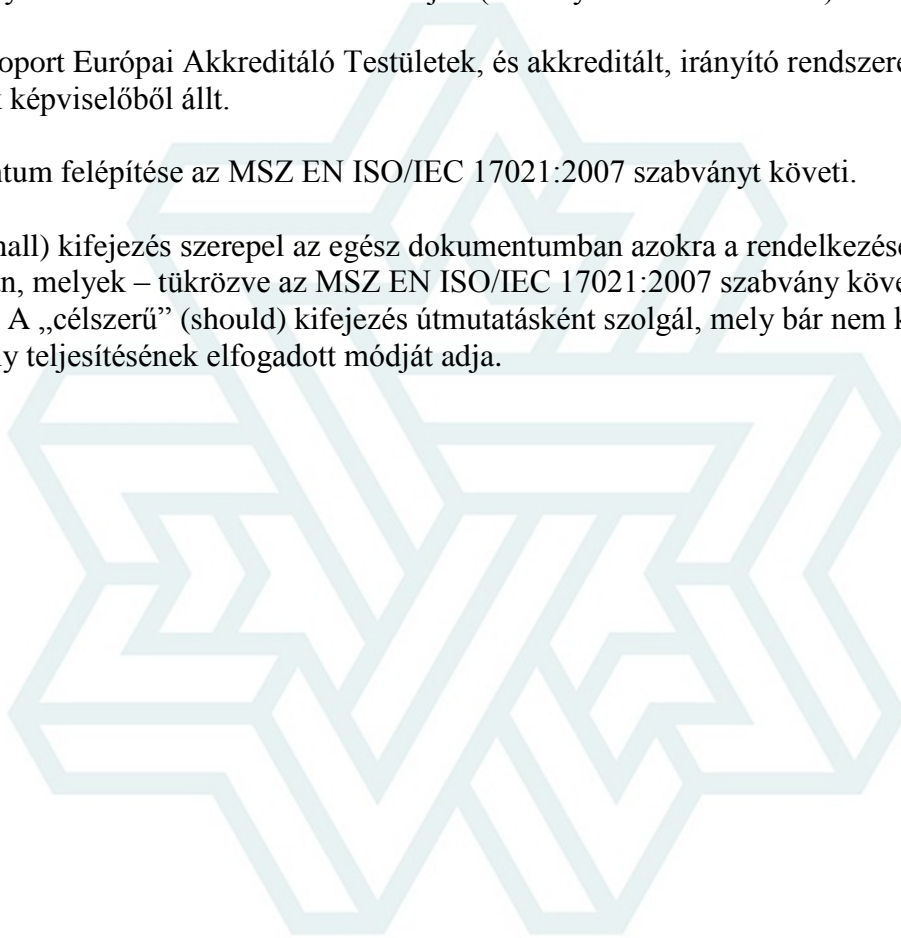 oport Európai Akkreditáló Testületek, és akkreditált, irányító rendszere
képviselőből állt.
ntum felépítése az MSZ EN ISO/IEC 17021:2007 szabványt követi.
hall) kifejezés szerepel az egész dokumentumban azokra a rendelkezése
n, melyek – tükrözve az MSZ EN ISO/IEC 17021:2007 szabvány köve
A „célszerű” (should) kifejezés útmutatásként szolgál, mely bár nem k
ly teljesítésének elfogadott módját adja.